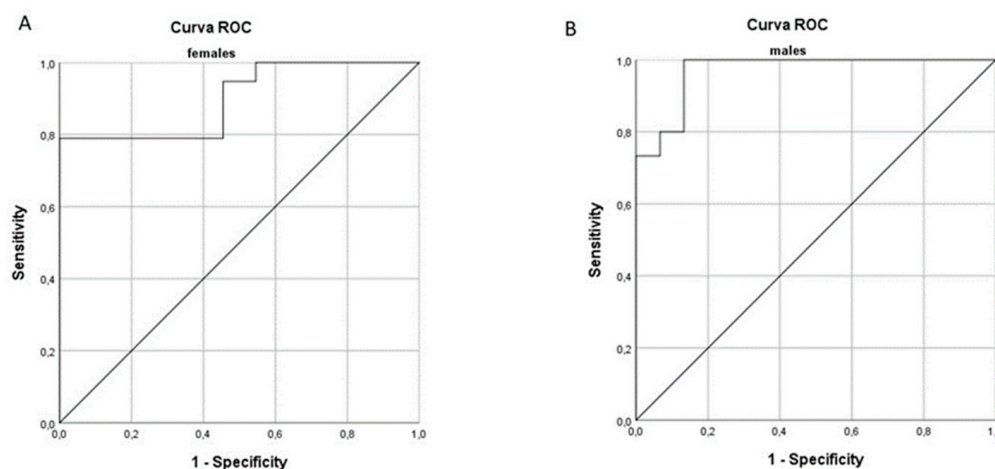 A
Curva ROC
females
1,0
0,8
0,6
0,4
0,2
0,0
0,0 0,2 0,4 0,6 0,8 1,0
Sensitivity
1 - Specificity
B
Curva ROC
males
1,0
0,8
0,6
0,4
0,2
0,0
0,0 0,2 0,4 0,6 0,8 1,0
Sensitivity
1 - Specificity